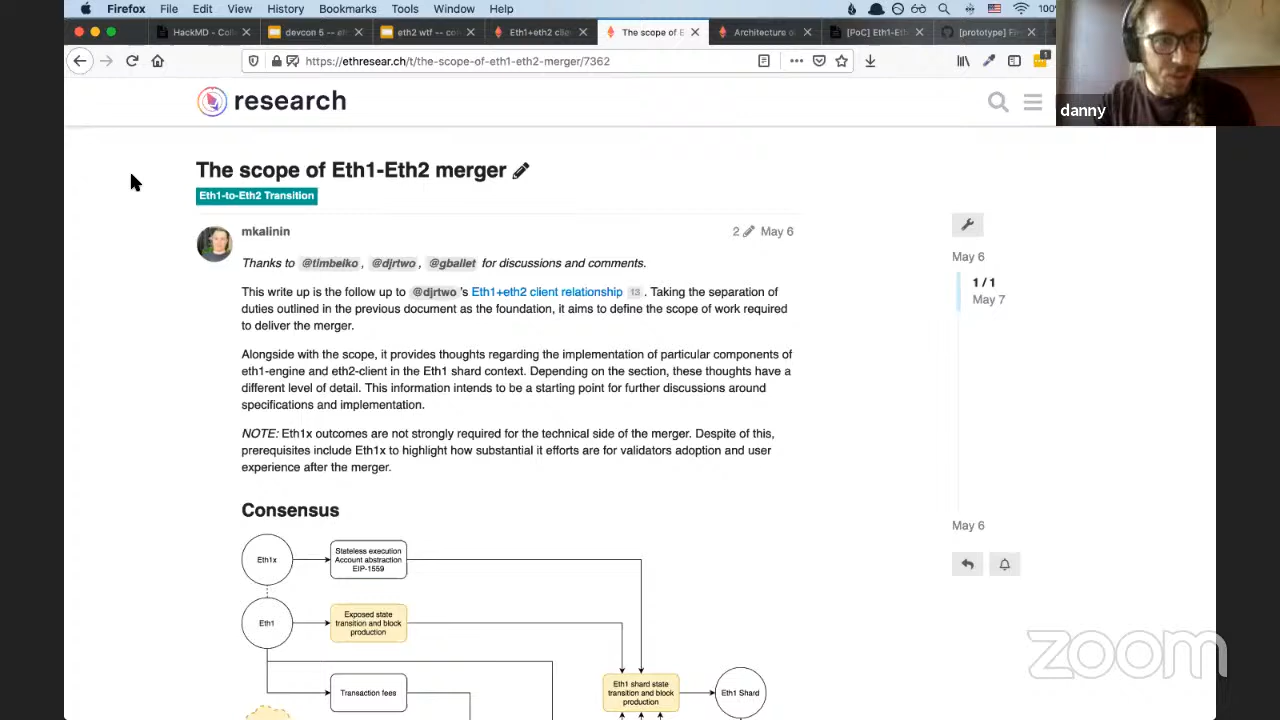 Firefox File Edit View History Bookmarks Tools Window Help 100
HackMD - Col devcon 5 -- et eth2 wtf -- co Eth1+eth2 clie The scope of E Architecture o [PoC] Eth1-Eth [prototype] Fi
https://ethresear.ch/t/the-scope-of-eth1-eth2-merger/7362
research
danny
The scope of Eth1-Eth2 merger
Eth1-to-Eth2 Transition
mkalinin 2 May 6
Thanks to @timbeiko, @djrtwo, @gballet for discussions and comments.
This write up is the follow up to @djrtwo's Eth1+eth2 client relationship 13. Taking the separation of
duties outlined in the previous document as the foundation, it aims to define the scope of work required
to deliver the merger.
Alongside with the scope, it provides thoughts regarding the implementation of particular components of
eth1-engine and eth2-client in the Eth1 shard context. Depending on the section, these thoughts have a
different level of detail. This information intends to be a starting point for further discussions around
specifications and implementation.
NOTE: Eth1x outcomes are not strongly required for the technical side of the merger. Despite of this,
prerequisites include Eth1x to highlight how substantial it efforts are for validators adoption and user
experience after the merger.
May 6
1 / 1
May 7
May 6
Consensus
Eth1x
Stateless execution
Account abstraction
EIP-1559
Eth1
Exposed state
transition and block
production
Transaction fees
Eth1 shard state
transition and block
production
Eth1 Shard
zoom